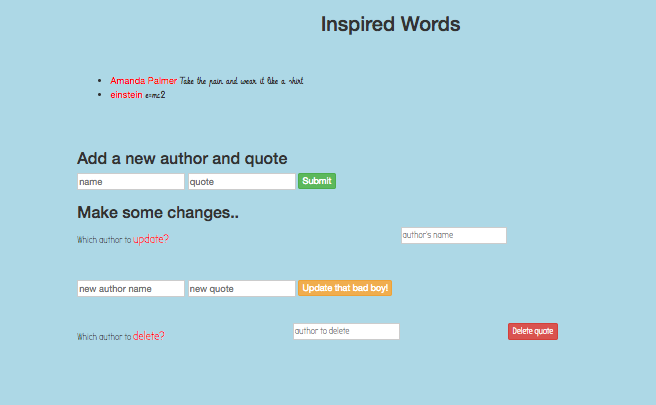 Inspired Words
Amanda Palmer Take the pain and wear it like a shirt
einstein e=mc2
Add a new author and quote
name quote Submit
Make some changes..
Which author to update? author's name
new author name new quote Update that bad boy!
Which author to delete? author to delete Delete quote